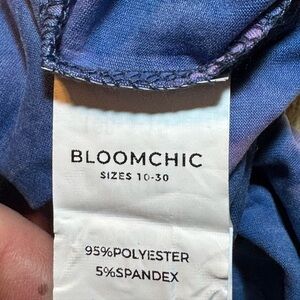 BLOOMCHIC
SIZES 10-30
95%POLYESTER
5%SPANDEX